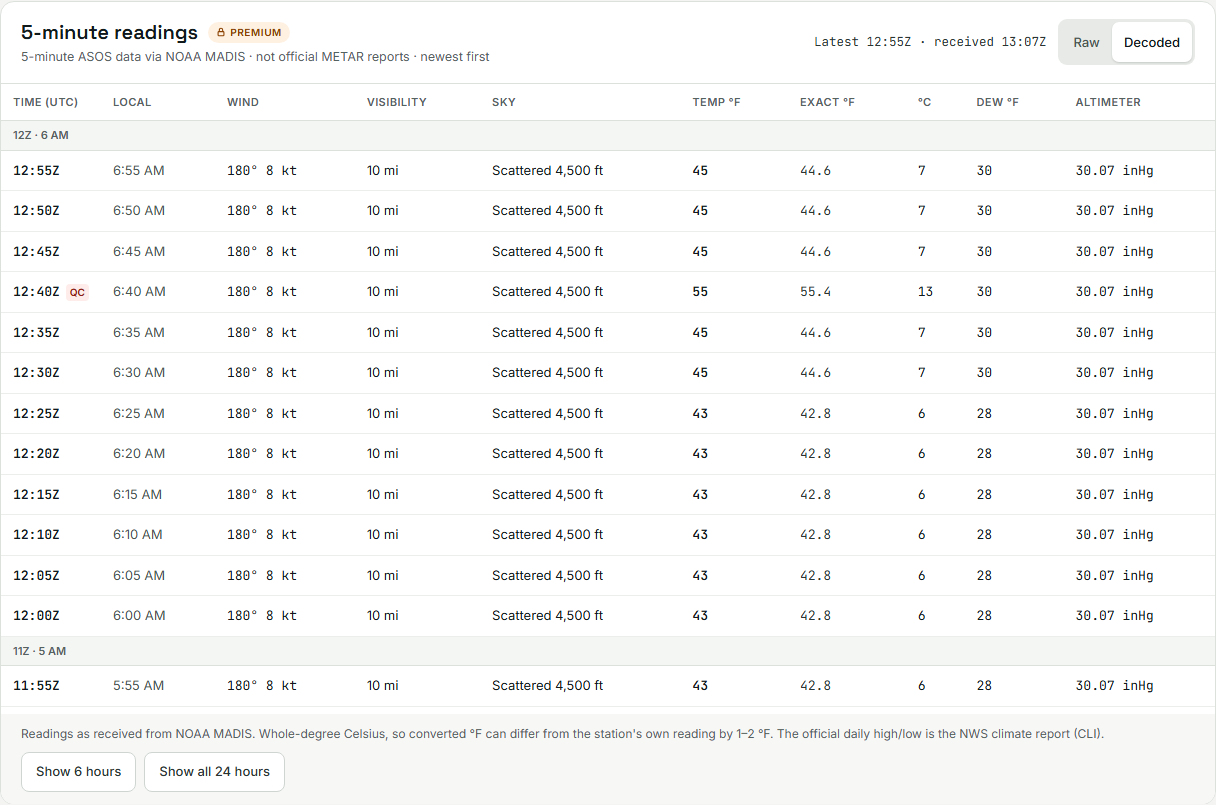 5-minute readings PREMIUM
5-minute ASOS data via NOAA MADIS · not official METAR reports · newest first
Latest 12:55Z · received 13:07Z Raw Decoded
TIME (UTC) LOCAL WIND VISIBILITY SKY TEMP °F EXACT °F °C DEW °F ALTIMETER
12Z · 6 AM
12:55Z 6:55 AM 180° 8 kt 10 mi Scattered 4,500 ft 45 44.6 7 30 30.07 inHg
12:50Z 6:50 AM 180° 8 kt 10 mi Scattered 4,500 ft 45 44.6 7 30 30.07 inHg
12:45Z 6:45 AM 180° 8 kt 10 mi Scattered 4,500 ft 45 44.6 7 30 30.07 inHg
12:40Z QC 6:40 AM 180° 8 kt 10 mi Scattered 4,500 ft 55 55.4 13 30 30.07 inHg
12:35Z 6:35 AM 180° 8 kt 10 mi Scattered 4,500 ft 45 44.6 7 30 30.07 inHg
12:30Z 6:30 AM 180° 8 kt 10 mi Scattered 4,500 ft 45 44.6 7 30 30.07 inHg
12:25Z 6:25 AM 180° 8 kt 10 mi Scattered 4,500 ft 43 42.8 6 28 30.07 inHg
12:20Z 6:20 AM 180° 8 kt 10 mi Scattered 4,500 ft 43 42.8 6 28 30.07 inHg
12:15Z 6:15 AM 180° 8 kt 10 mi Scattered 4,500 ft 43 42.8 6 28 30.07 inHg
12:10Z 6:10 AM 180° 8 kt 10 mi Scattered 4,500 ft 43 42.8 6 28 30.07 inHg
12:05Z 6:05 AM 180° 8 kt 10 mi Scattered 4,500 ft 43 42.8 6 28 30.07 inHg
12:00Z 6:00 AM 180° 8 kt 10 mi Scattered 4,500 ft 43 42.8 6 28 30.07 inHg
11Z · 5 AM
11:55Z 5:55 AM 180° 8 kt 10 mi Scattered 4,500 ft 43 42.8 6 28 30.07 inHg
Readings as received from NOAA MADIS. Whole-degree Celsius, so converted °F can differ from the station's own reading by 1–2 °F. The official daily high/low is the NWS climate report (CLI).
Show 6 hours Show all 24 hours